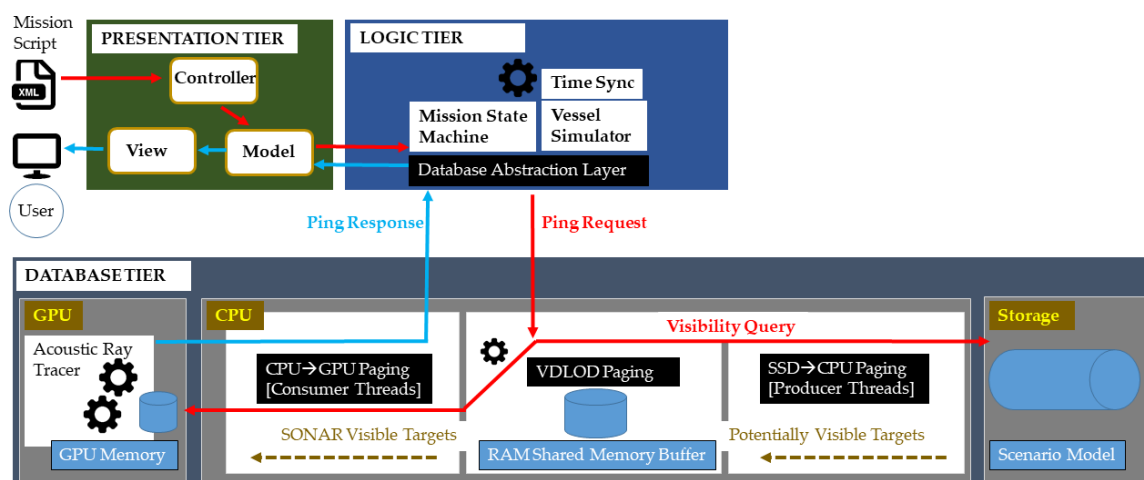 Mission
Script
XML
User
PRESENTATION TIER
Controller
View
Model
LOGIC TIER
Time Sync
Mission State
Machine
Vessel
Simulator
Database Abstraction Layer
Ping Response
Ping Request
DATABASE TIER
GPU
Acoustic Ray
Tracer
GPU Memory
CPU
CPU→GPU Paging
[Consumer Threads]
SONAR Visible Targets
VDLOD Paging
RAM Shared Memory Buffer
Visibility Query
SSD→CPU Paging
[Producer Threads]
Potentially Visible Targets
Storage
Scenario Model